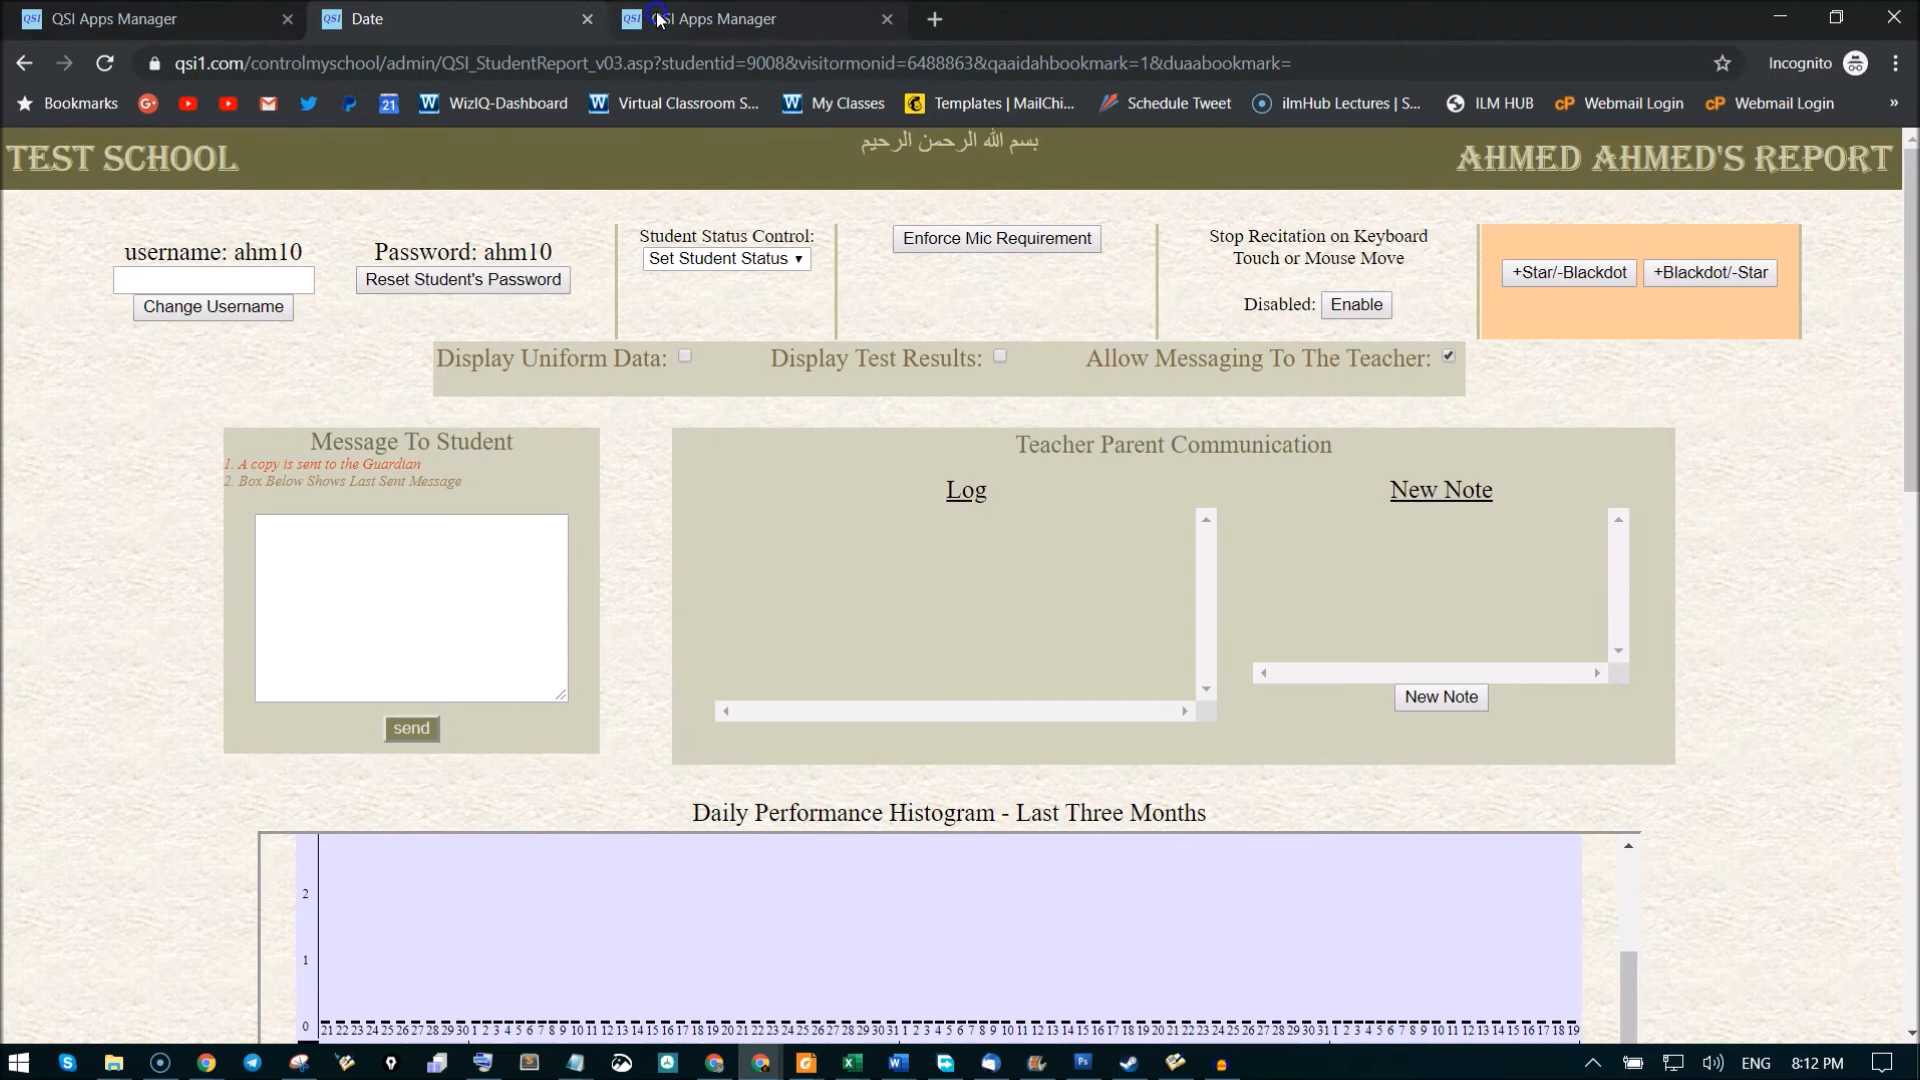 QSI QSI Apps Manager
QSI Date
QSI QSI Apps Manager
qsi1.com/controlmyschool/admin/QSI_StudentReport_v03.asp?studentid=9008&visitormonid=6488863&qaaidahbookmark=1&duaabookmark=
Incognito
Bookmarks
21
WizIQ-Dashboard
Virtual Classroom S...
My Classes
Templates | MailChi...
Schedule Tweet
ilmHub Lectures | S...
ILM HUB
cP Webmail Login
cP Webmail Login
»
TEST SCHOOL
بسم الله الرحمن الرحيم
AHMED AHMED'S REPORT
username: ahm10
Change Username
Password: ahm10
Reset Student's Password
Student Status Control:
Set Student Status
Enforce Mic Requirement
Stop Recitation on Keyboard
Touch or Mouse Move
Disabled: Enable
+Star/-Blackdot +Blackdot/-Star
Display Uniform Data: Display Test Results: Allow Messaging To The Teacher:
Message To Student
1. A copy is sent to the Guardian
2. Box Below Shows Last Sent Message
send
Teacher Parent Communication
Log
New Note
New Note
Daily Performance Histogram - Last Three Months
2
1
0
21 22 23 24 25 26 27 28 29 30 1 2 3 4 5 6 7 8 9 10 11 12 13 14 15 16 17 18 19 20 21 22 23 24 25 26 27 28 29 30 31 1 2 3 4 5 6 7 8 9 10 11 12 13 14 15 16 17 18 19 20 21 22 23 24 25 26 27 28 29 30 31 1 2 3 4 5 6 7 8 9 10 11 12 13 14 15 16 17 18 19
ENG
8:12 PM